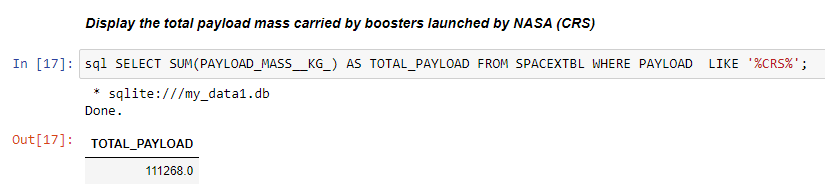 Display the total payload mass carried by boosters launched by NASA (CRS)
In [17]: sql SELECT SUM(PAYLOAD_MASS__KG_) AS TOTAL_PAYLOAD FROM SPACEXTBL WHERE PAYLOAD  LIKE '%CRS%';
* sqlite:///my_data1.db
Done.
Out[17]: TOTAL_PAYLOAD
111268.0